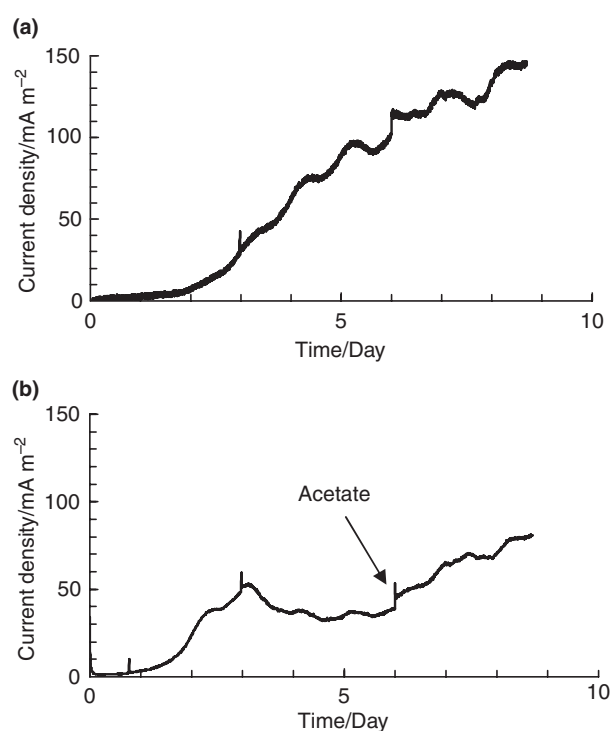 (a)
150
100
50
0
0 5 10
Current density/mA m⁻²
Time/Day
(b)
150
100
50
0
0 5 10
Current density/mA m⁻²
Time/Day
Acetate